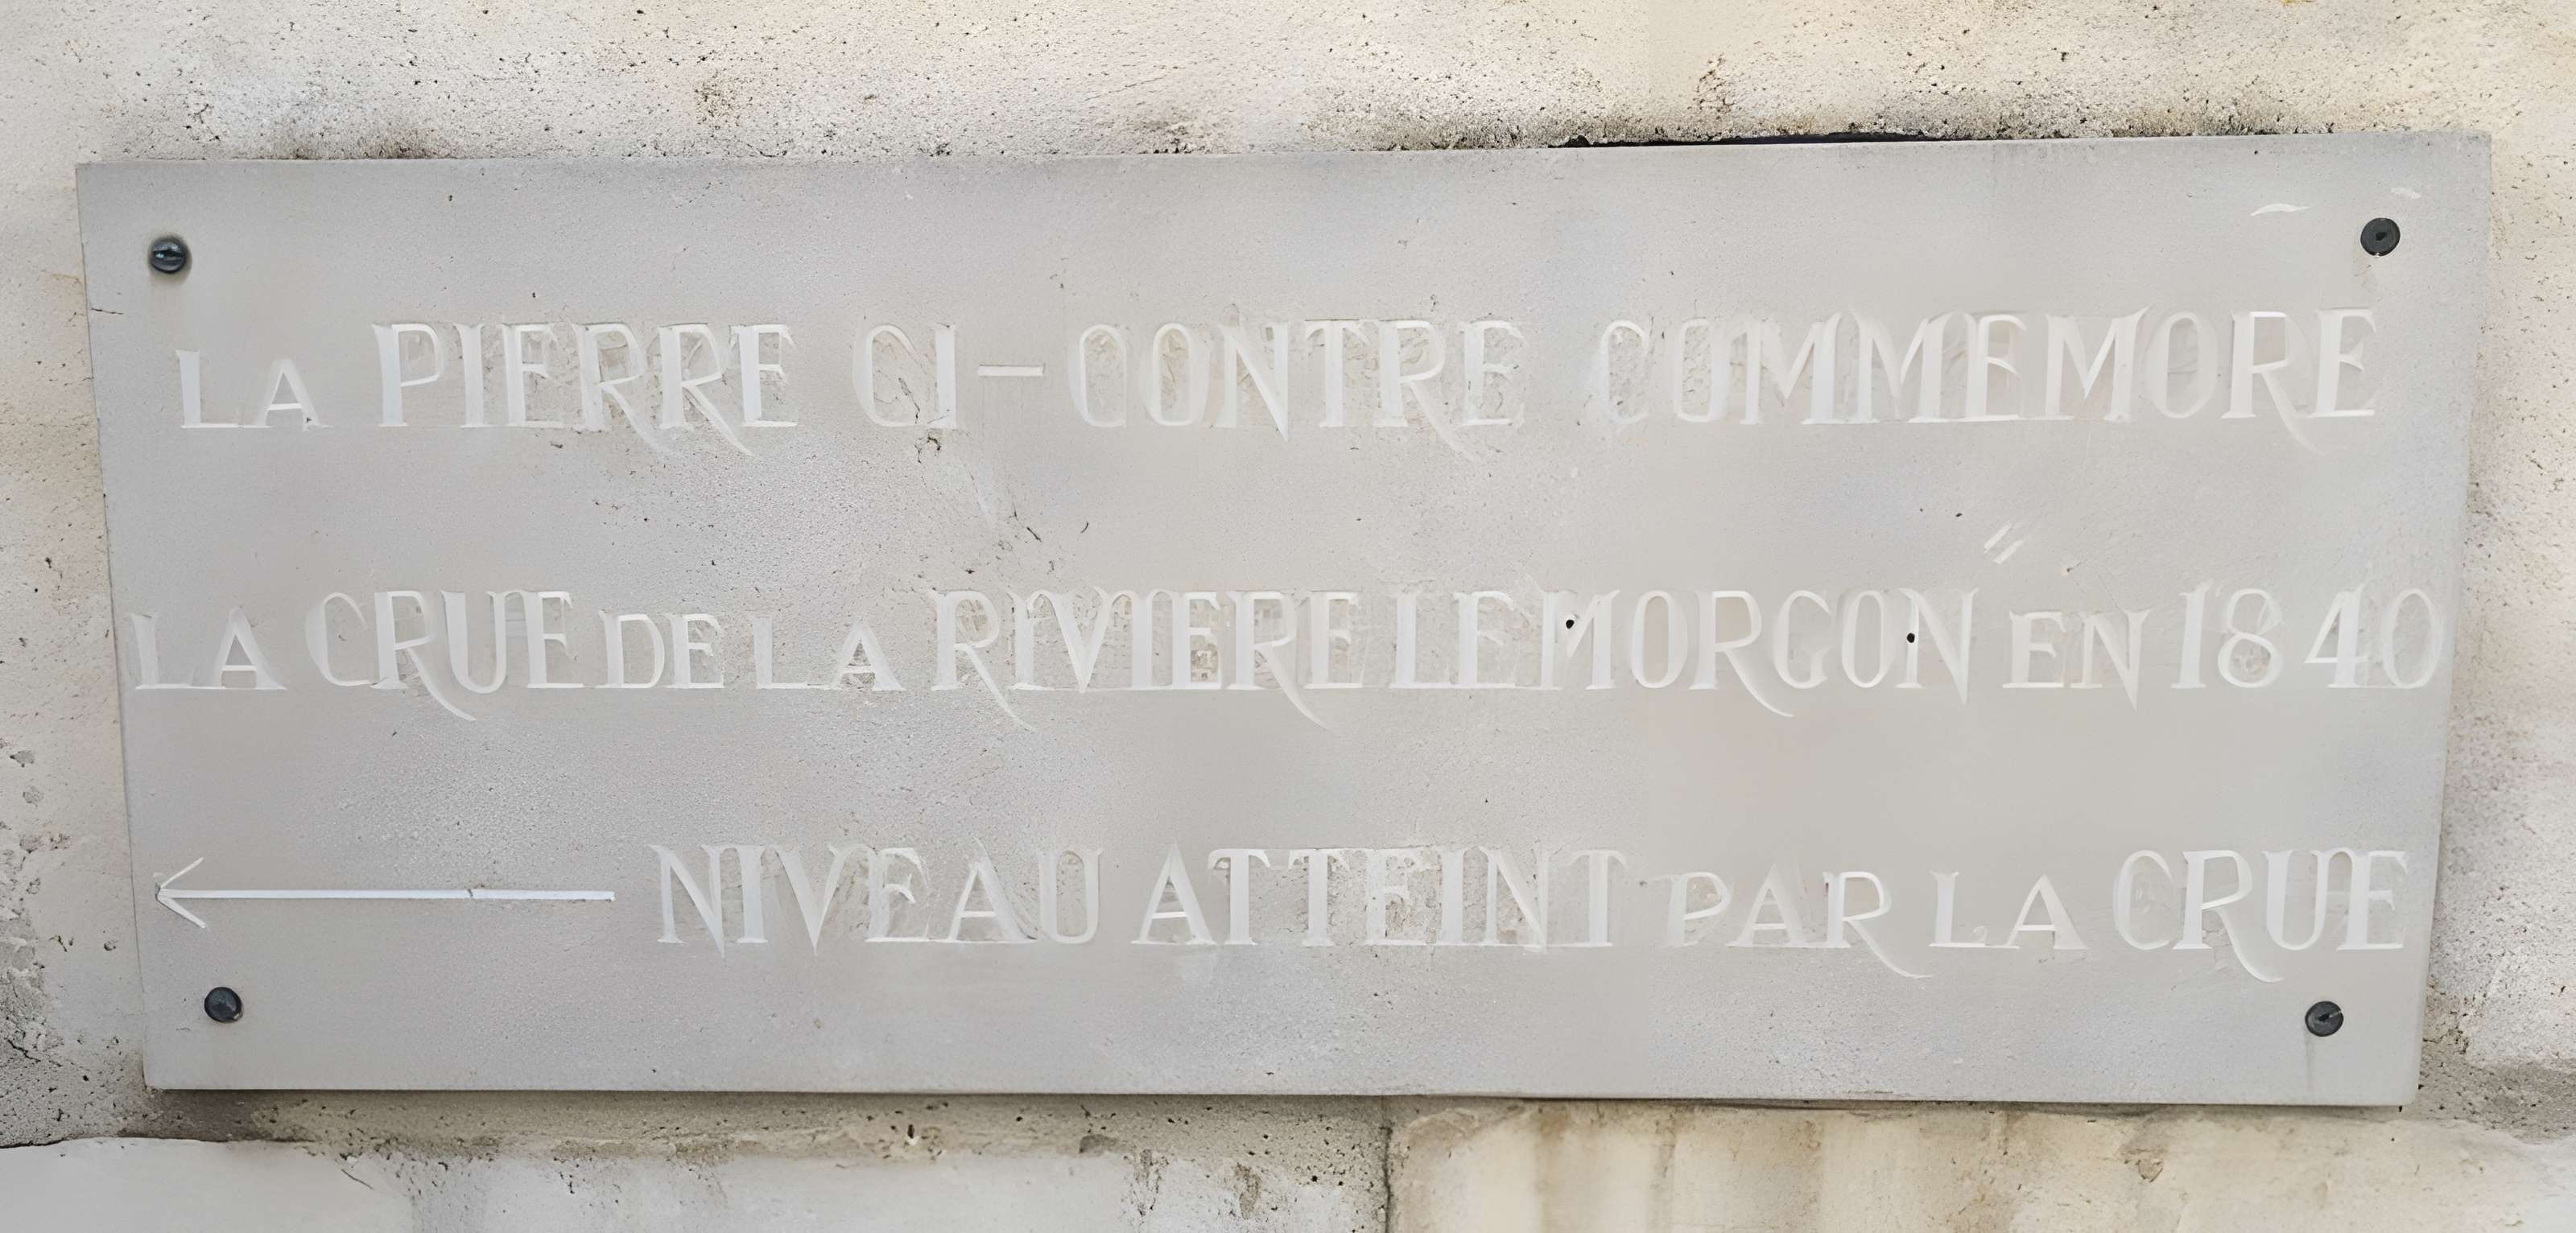 LA PIERRE CI-CONTRE COMMEMORE
LA CRUE DE LA RIVIERE LE MORGON EN 1840
← NIVEAU ATTEINT PAR LA CRUE